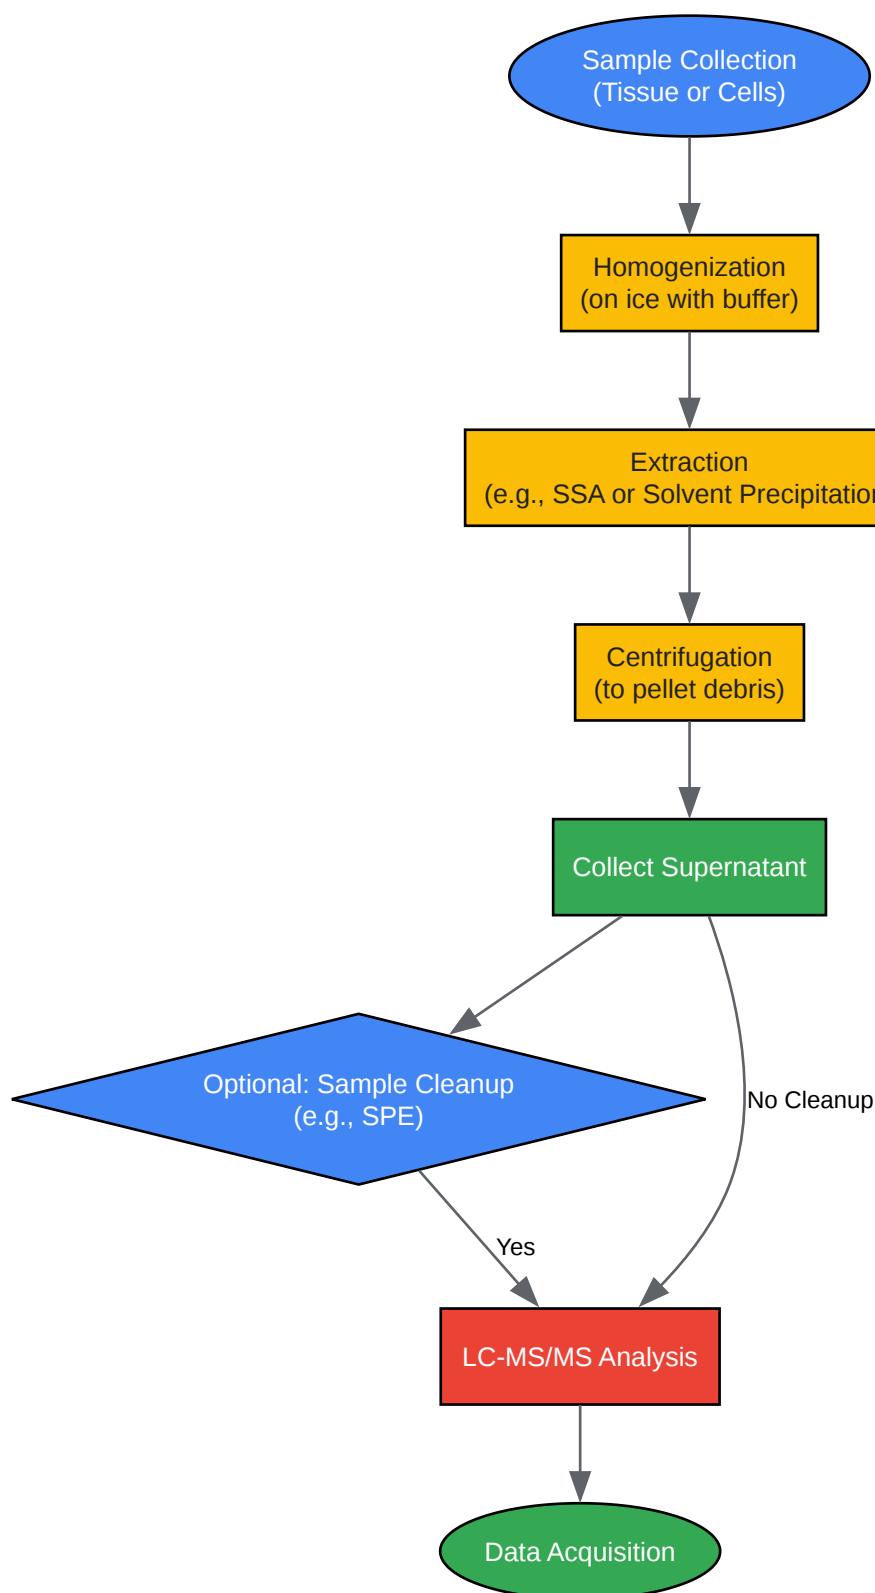 Sample Collection
(Tissue or Cells)
Homogenization
(on ice with buffer)
Extraction
(e.g., SSA or Solvent Precipitation
Centrifugation
(to pellet debris)
Collect Supernatant
Optional: Sample Cleanup
(e.g., SPE)
No Cleanup
Yes
LC-MS/MS Analysis
Data Acquisition